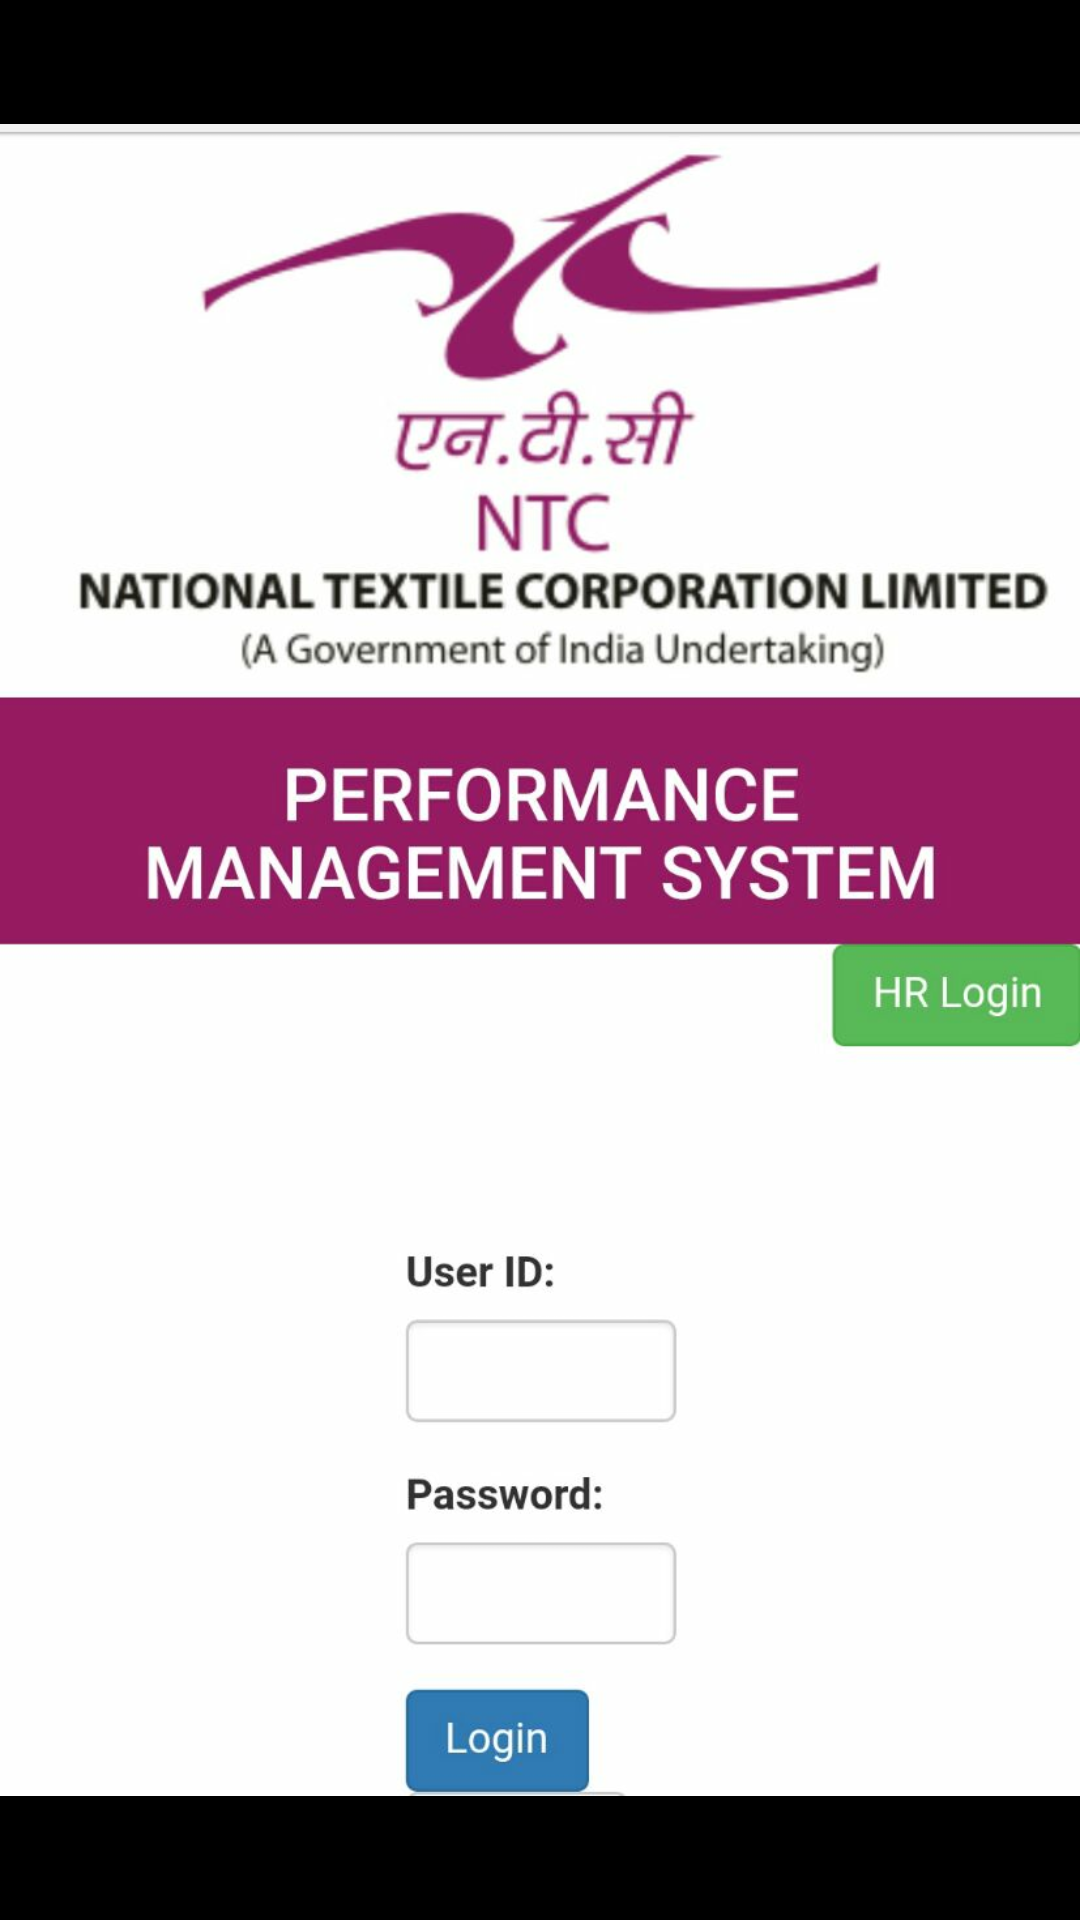 एन.टी.सी
NTC
NATIONAL TEXTILE CORPORATION LIMITED
(A Government of India Undertaking)
PERFORMANCE
MANAGEMENT SYSTEM
HR Login
User ID:
Password:
Login